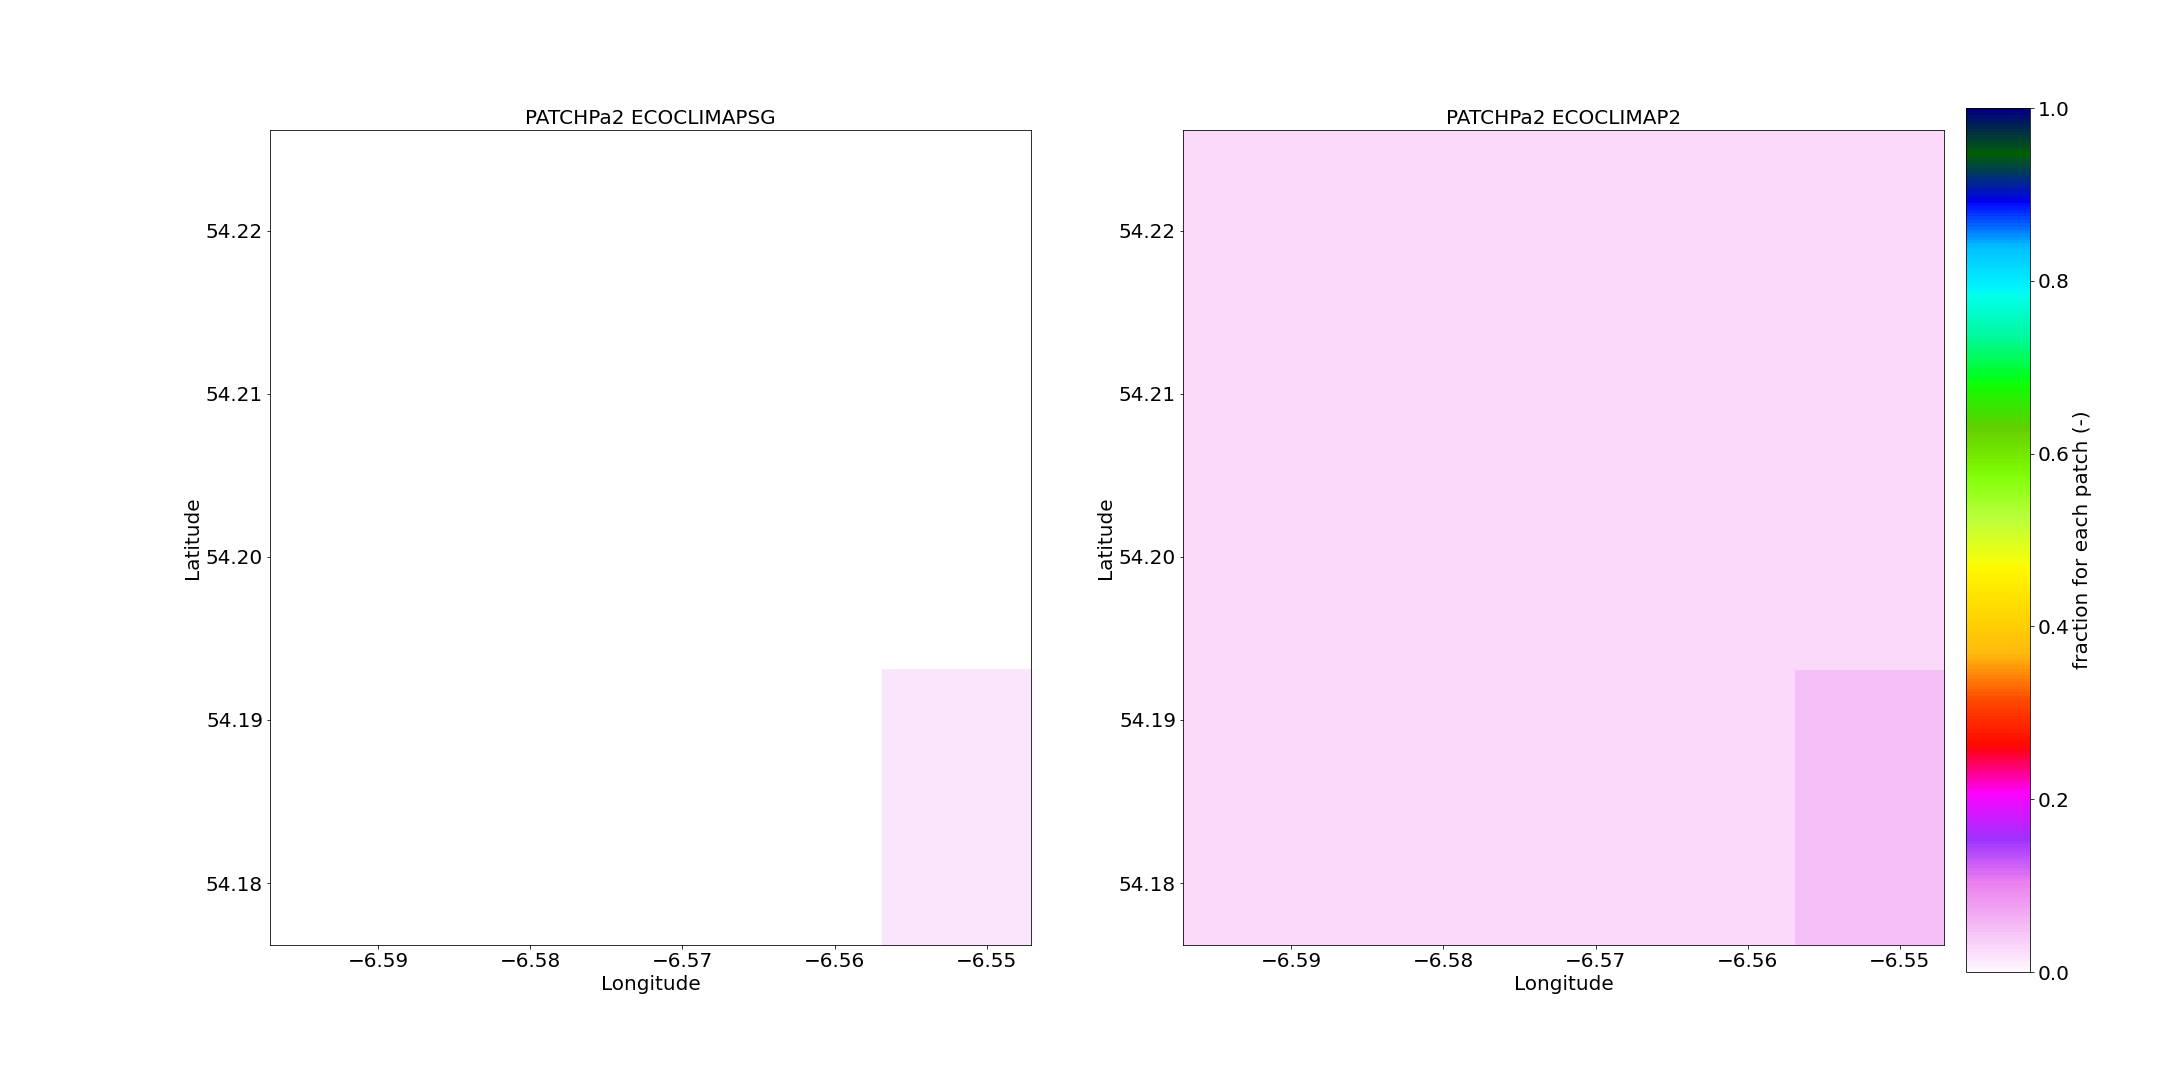 PATCHPa2 ECOCLIMAPSG
54.22
54.21
54.20
54.19
54.18
Latitude
−6.59 −6.58 −6.57 −6.56 −6.55
Longitude
PATCHPa2 ECOCLIMAP2
54.22
54.21
54.20
54.19
54.18
Latitude
−6.59 −6.58 −6.57 −6.56 −6.55
Longitude
1.0
0.8
0.6
0.4
0.2
0.0
fraction for each patch (-)